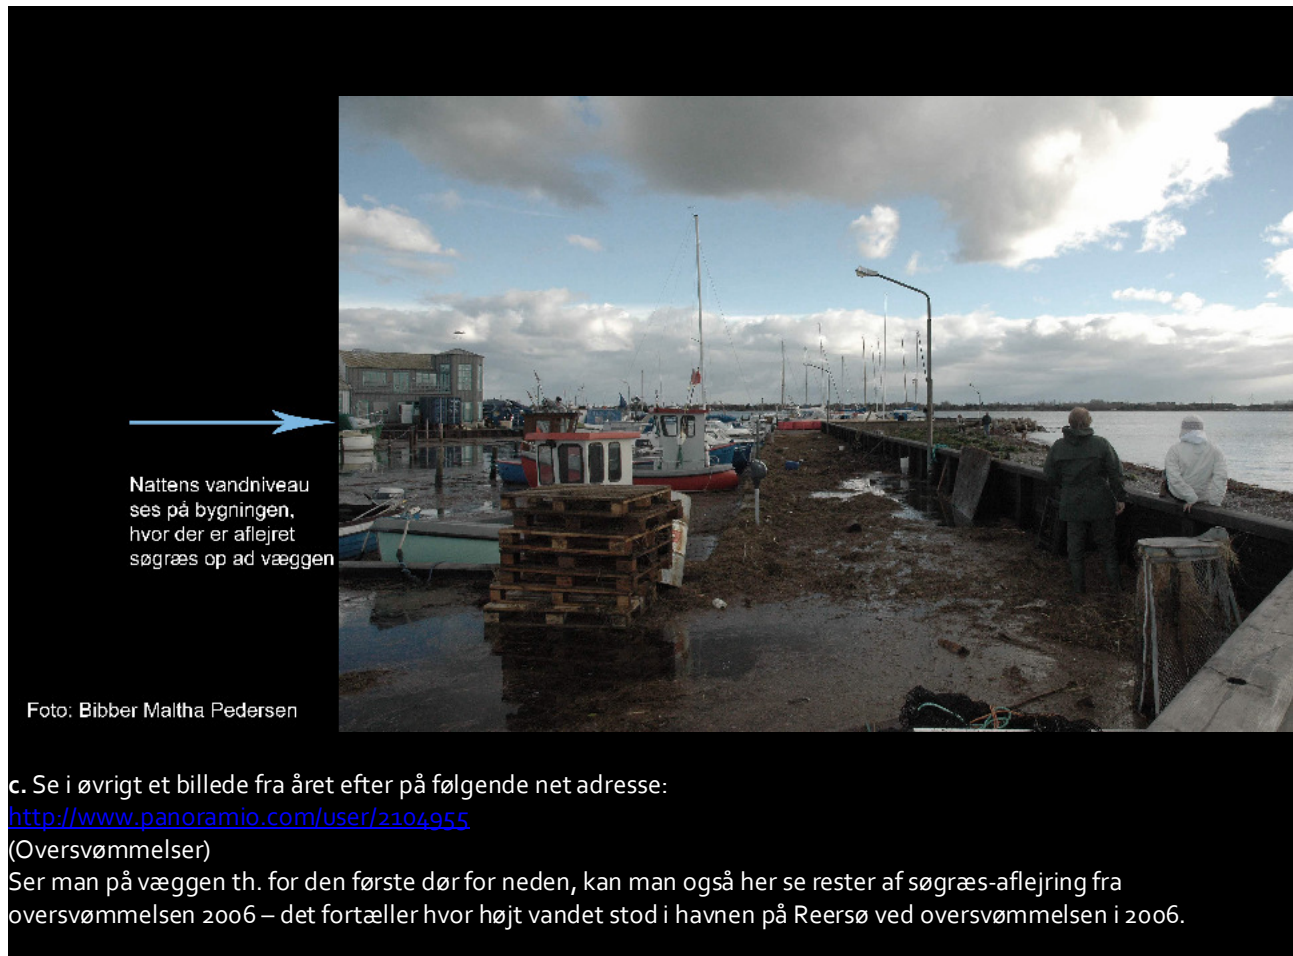 Nattens vandniveau
ses på bygningen,
hvor der er aflejret
søgræs op ad væggen
Foto: Bibber Maltha Pedersen
c. Se i øvrigt et billede fra året efter på følgende net adresse:
http://www.panoramio.com/user/2104955
(Oversvømmelser)
Ser man på væggen th. for den første dør for neden, kan man også her se rester af søgræs-aflejring fra
oversvømmelsen 2006 – det fortæller hvor højt vandet stod i havnen på Reersø ved oversvømmelsen i 2006.